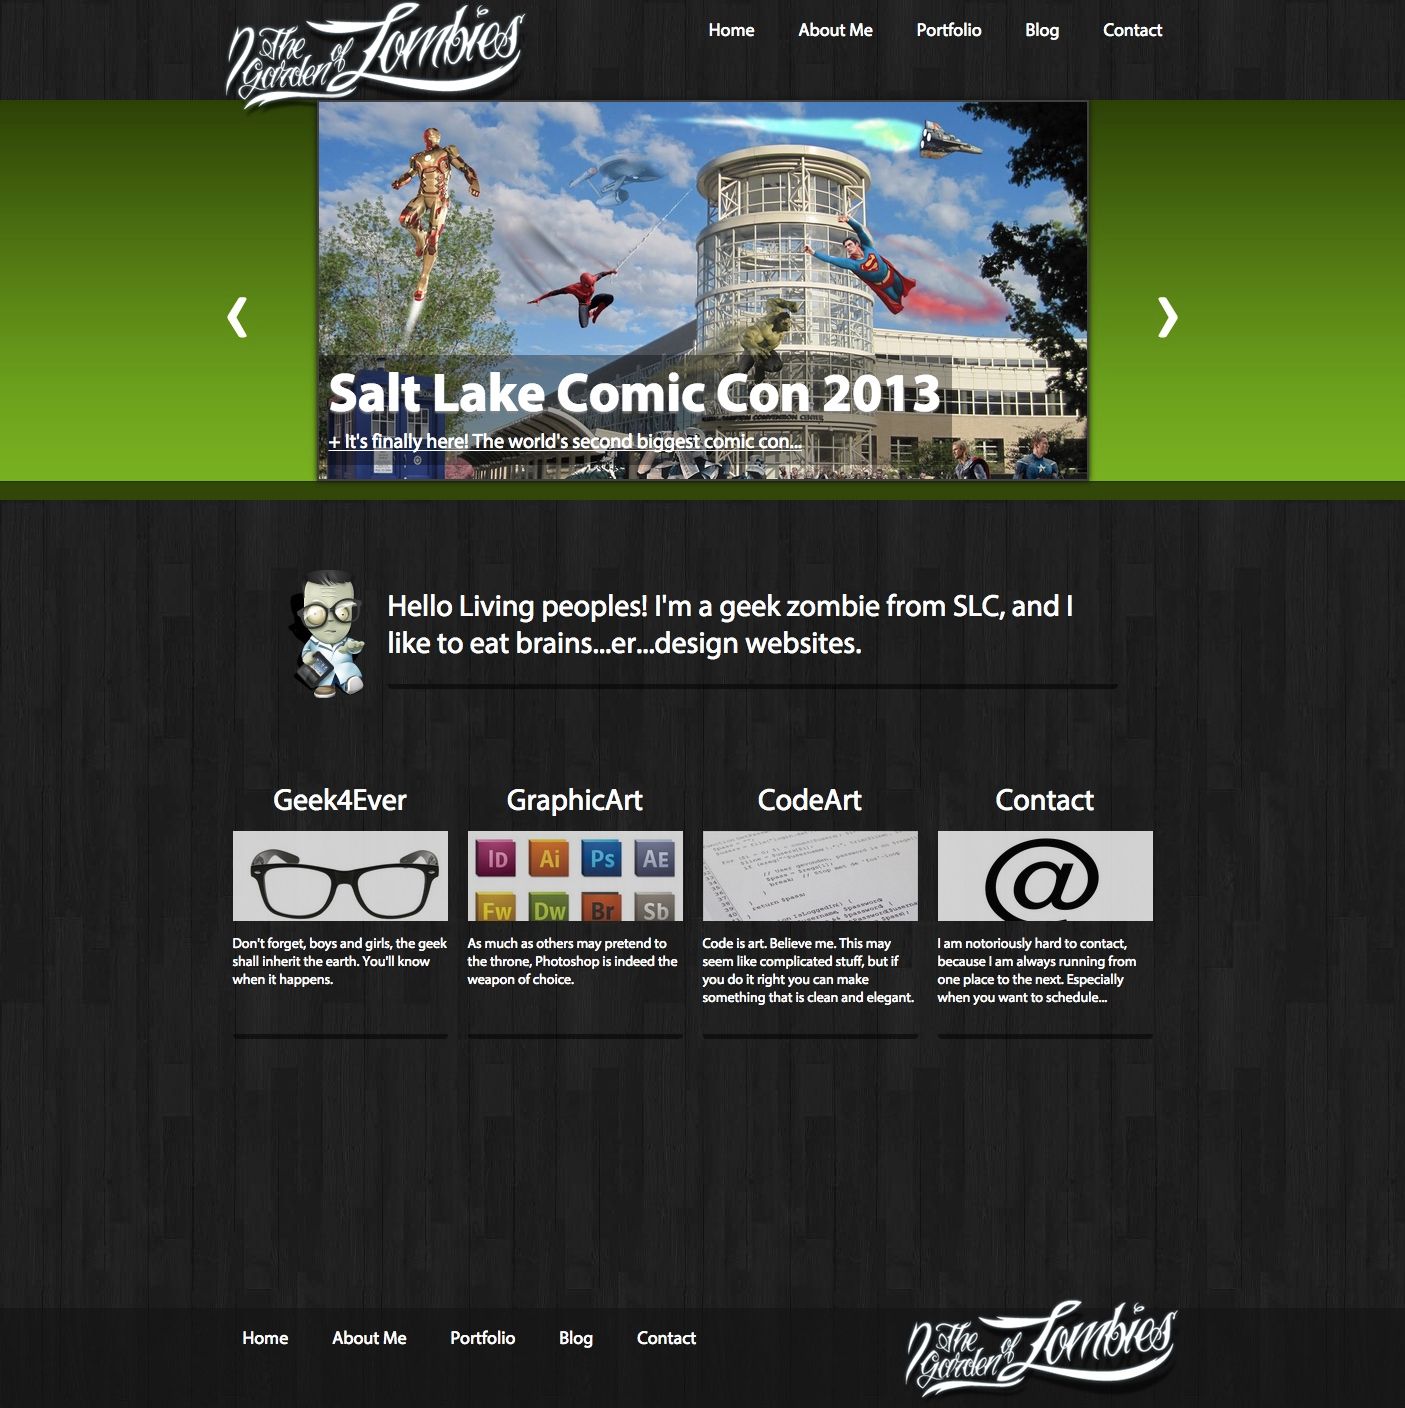 The Garden of Zombies
Home About Me Portfolio Blog Contact
Salt Lake Comic Con 2013
+ It's finally here! The world's second biggest comic con...
Hello Living peoples! I'm a geek zombie from SLC, and I
like to eat brains...er...design websites.
Geek4Ever
Don't forget, boys and girls, the geek
shall inherit the earth. You'll know
when it happens.
GraphicArt
ID Ai Ps AE
Fw Dw Br Sb
As much as others may pretend to
the throne, Photoshop is indeed the
weapon of choice.
CodeArt
Code is art. Believe me. This may
seem like complicated stuff, but if
you do it right you can make
something that is clean and elegant.
Contact
@
I am notoriously hard to contact,
because I am always running from
one place to the next. Especially
when you want to schedule...
Home About Me Portfolio Blog Contact
The Garden of Zombies